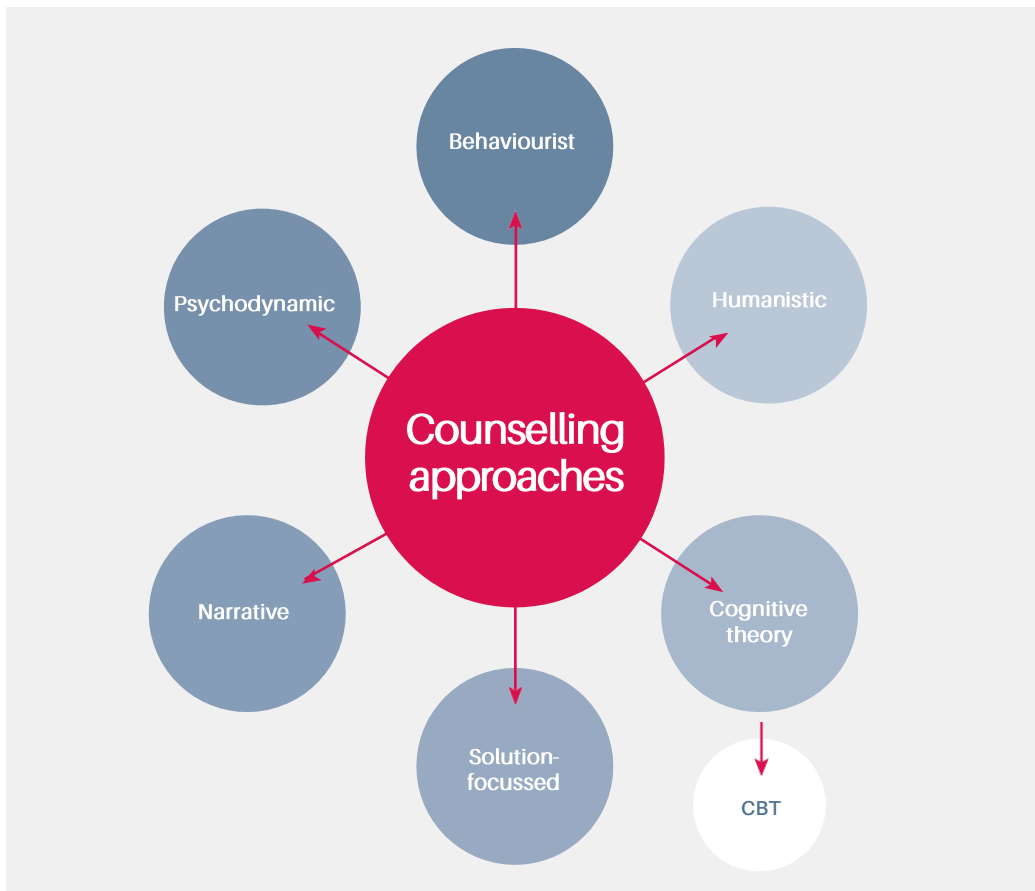 Behaviourist
Psychodynamic
Humanistic
Counselling
approaches
Narrative
Cognitive
theory
Solution-
focussed
CBT